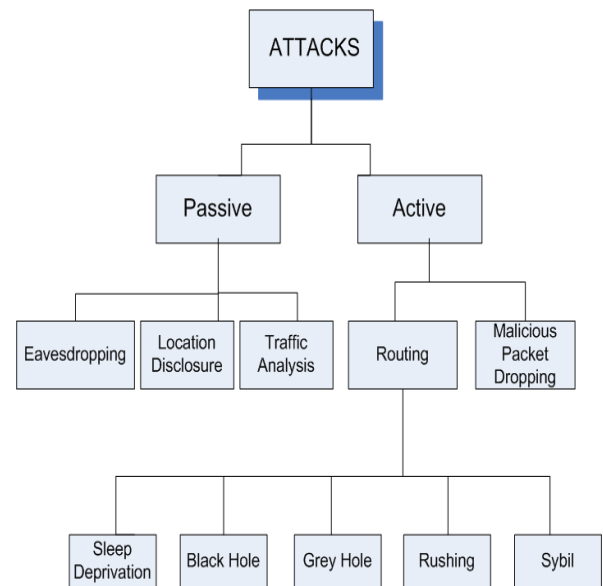 ATTACKS
Passive
Active
Eavesdropping
Location
Disclosure
Traffic
Analysis
Routing
Malicious
Packet
Dropping
Sleep
Deprivation
Black Hole
Grey Hole
Rushing
Sybil